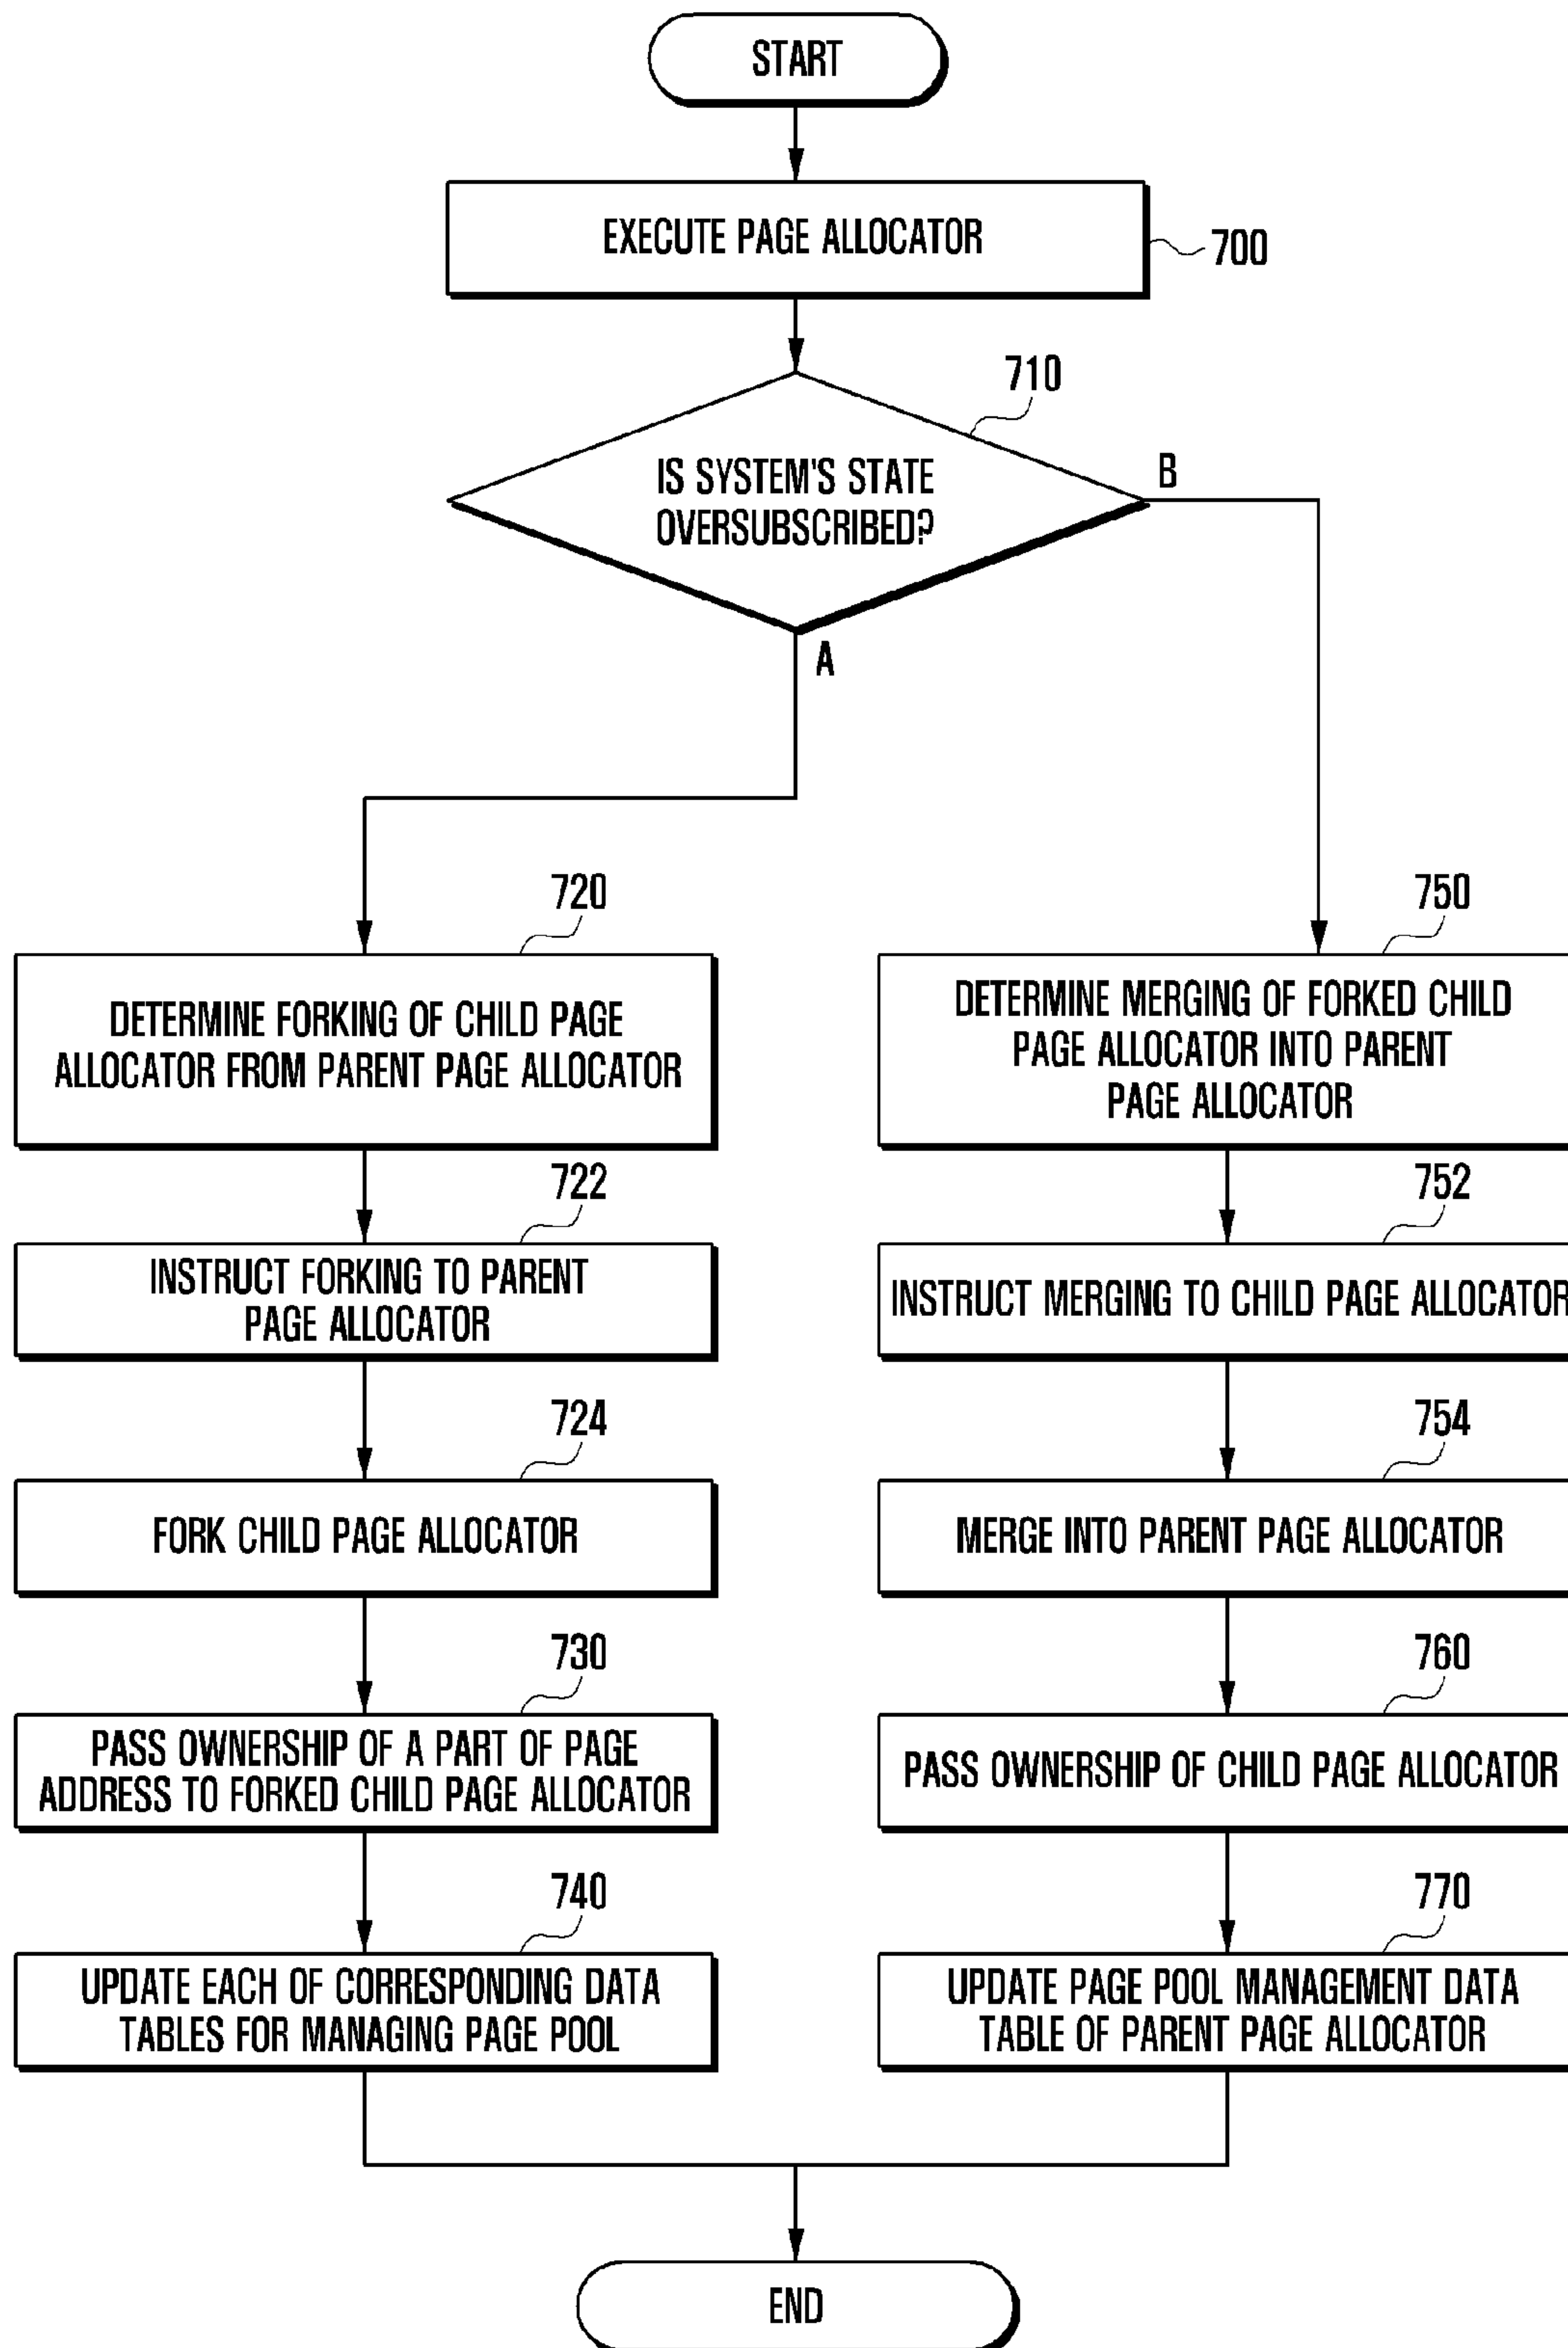 START
EXECUTE PAGE ALLOCATOR
700
710
IS SYSTEM'S STATE
OVERSUBSCRIBED?
B
A
720
DETERMINE FORKING OF CHILD PAGE
ALLOCATOR FROM PARENT PAGE ALLOCATOR
722
INSTRUCT FORKING TO PARENT
PAGE ALLOCATOR
724
FORK CHILD PAGE ALLOCATOR
730
PASS OWNERSHIP OF A PART OF PAGE
ADDRESS TO FORKED CHILD PAGE ALLOCATOR
740
UPDATE EACH OF CORRESPONDING DATA
TABLES FOR MANAGING PAGE POOL
750
DETERMINE MERGING OF FORKED CHILD
PAGE ALLOCATOR INTO PARENT
PAGE ALLOCATOR
752
INSTRUCT MERGING TO CHILD PAGE ALLOCATOR
754
MERGE INTO PARENT PAGE ALLOCATOR
760
PASS OWNERSHIP OF CHILD PAGE ALLOCATOR
770
UPDATE PAGE POOL MANAGEMENT DATA
TABLE OF PARENT PAGE ALLOCATOR
END